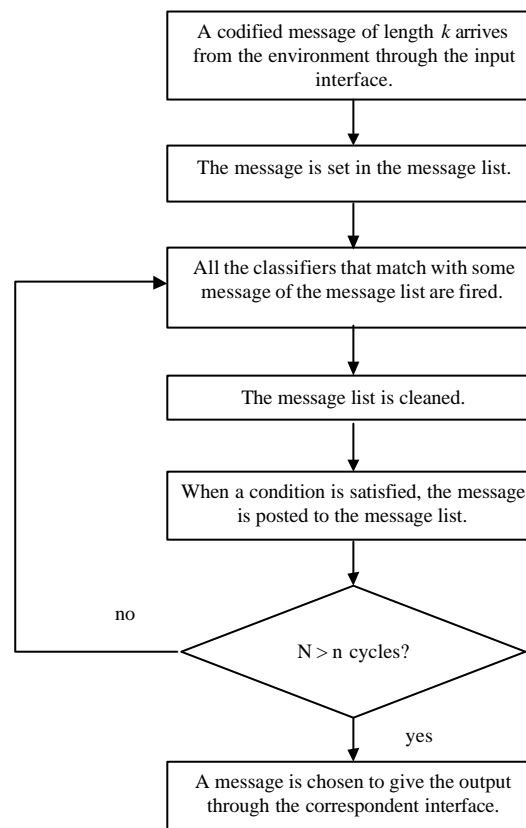 A codified message of length k arrives
from the environment through the input
interface.
The message is set in the message list.
All the classifiers that match with some
message of the message list are fired.
The message list is cleaned.
When a condition is satisfied, the message
is posted to the message list.
no
N > n cycles?
yes
A message is chosen to give the output
through the correspondent interface.